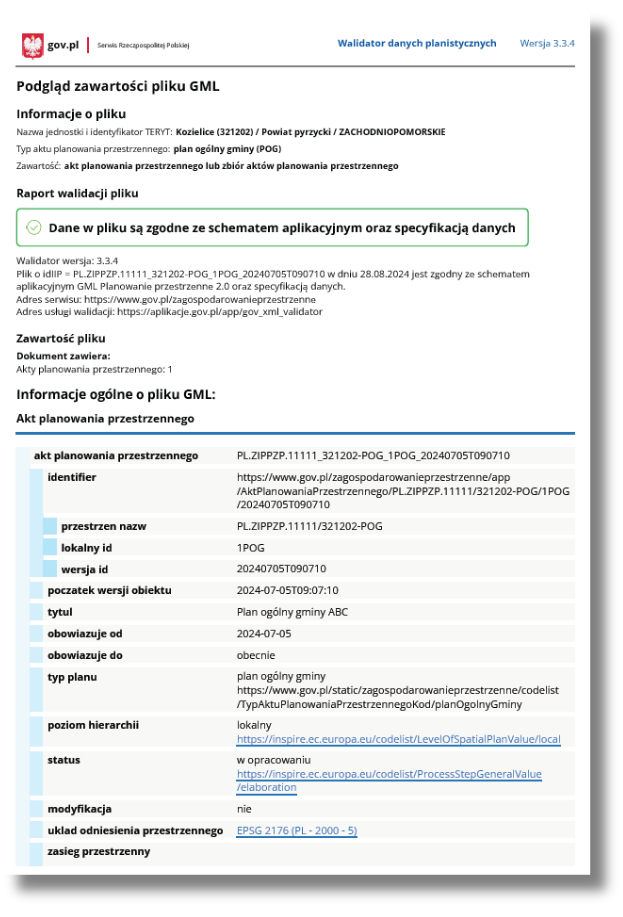 gov.pl
Serwis Rzeczpospolitej Polskiej
Walidator danych planistycznych
Wersja 3.3.4
Podgląd zawartości pliku GML
Informacje o pliku
Nazwa jednostki i identyfikator TERYT: Kozielice (321202) / Powiat pyrzycki / ZACHODNIOPOMORSKIE
Typ aktu planowania przestrzennego: plan ogólny gminy (POG)
Zawartość: akt planowania przestrzennego lub zbiór aktów planowania przestrzennego
Raport walidacji pliku
Dane w pliku są zgodne ze schematem aplikacyjnym oraz specyfikacją danych
Walidator wersja: 3.3.4
Plik o idIIP = PL.ZIPPZP.11111_321202-POG_1POG_20240705T090710 w dniu 28.08.2024 jest zgodny ze schematem
aplikacyjnym GML Planowanie przestrzenne 2.0 oraz specyfikacją danych.
Adres serwisu: https://www.gov.pl/zagospodarowanieprzestrzenne
Adres usługi walidacji: https://aplikacje.gov.pl/app/gov_xml_validator
Zawartość pliku
Dokument zawiera:
Akty planowania przestrzennego: 1
Informacje ogólne o pliku GML:
Akt planowania przestrzennego
akt planowania przestrzennego PL.ZIPPZP.11111_321202-POG_1POG_20240705T090710
identifier https://www.gov.pl/zagospodarowanieprzestrzenne/app
/AktPlanowaniaPrzestrzennego/PL.ZIPPZP.11111/321202-POG/1POG
/20240705T090710
przestrzen nazw PL.ZIPPZP.11111/321202-POG
lokalny id 1POG
wersja id 20240705T090710
poczatek wersji obiektu 2024-07-05T09:07:10
tytul Plan ogólny gminy ABC
obowiazuje od 2024-07-05
obowiazuje do obecnie
typ planu plan ogólny gminy
https://www.gov.pl/static/zagospodarowanieprzestrzenne/codelist
/TypAktuPlanowaniaPrzestrzennegoKod/planOgolnyGminy
poziom hierarchii lokalny
https://inspire.ec.europa.eu/codelist/LevelOfSpatialPlanValue/local
status w opracowaniu
https://inspire.ec.europa.eu/codelist/ProcessStepGeneralValue
/elaboration
modyfikacja nie
uklad odniesienia przestrzennego EPSG 2176 (PL - 2000 - 5)
zasieg przestrzenny